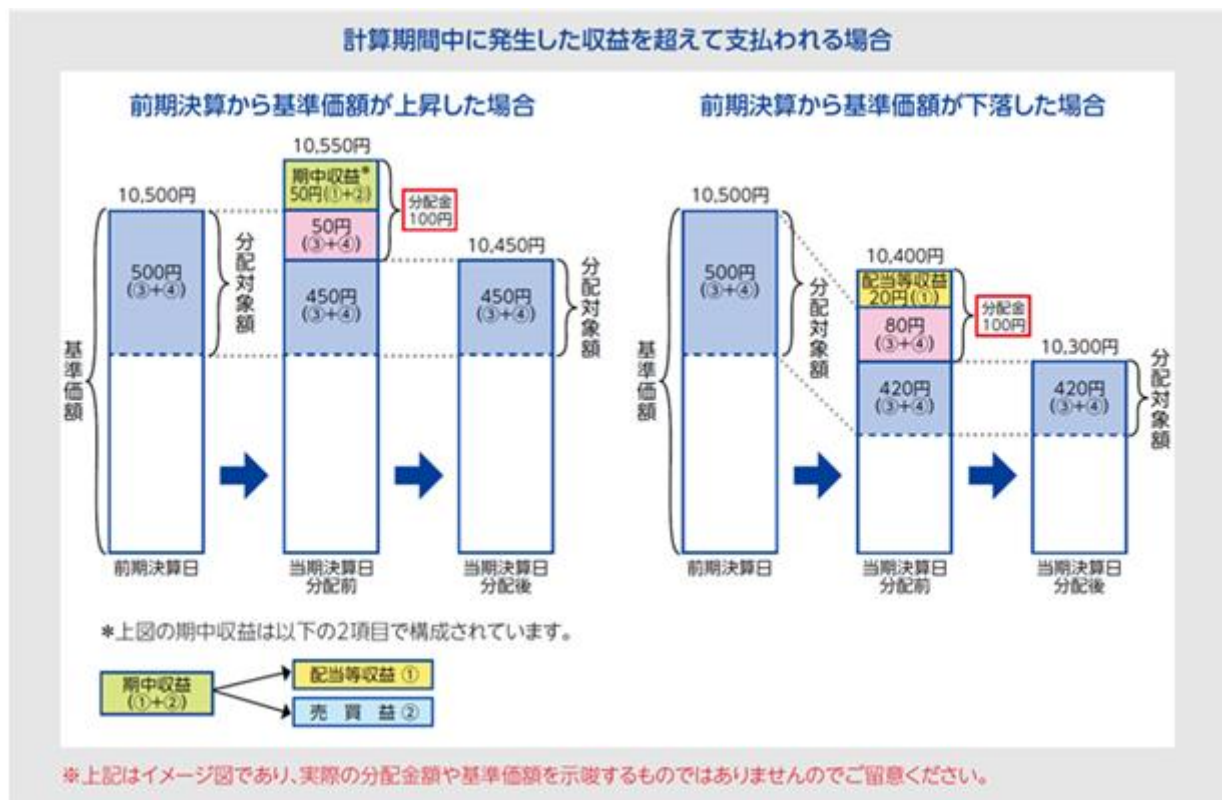 計算期間中に発生した収益を超えて支払われる場合
前期決算から基準価額が上昇した場合
10,550円
10,500円
期中収益*
50円(①+②)
分配金
100円
50円
(③+④)
10,450円
500円
(③+④)
分配対象額
450円
(③+④)
450円
(③+④)
分配対象額
基準価額
前期決算日
当期決算日
分配前
当期決算日
分配後
前期決算から基準価額が下落した場合
10,500円
10,400円
500円
(③+④)
分配対象額
配当等収益
20円(①)
分配金
100円
80円
(③+④)
10,300円
420円
(③+④)
420円
(③+④)
分配対象額
基準価額
前期決算日
当期決算日
分配前
当期決算日
分配後
*上図の期中収益は以下の2項目で構成されています。
期中収益
(①+②)
配当等収益 ①
売 買 益 ②
※上記はイメージ図であり、実際の分配金額や基準価額を示唆するものではありませんのでご留意ください。